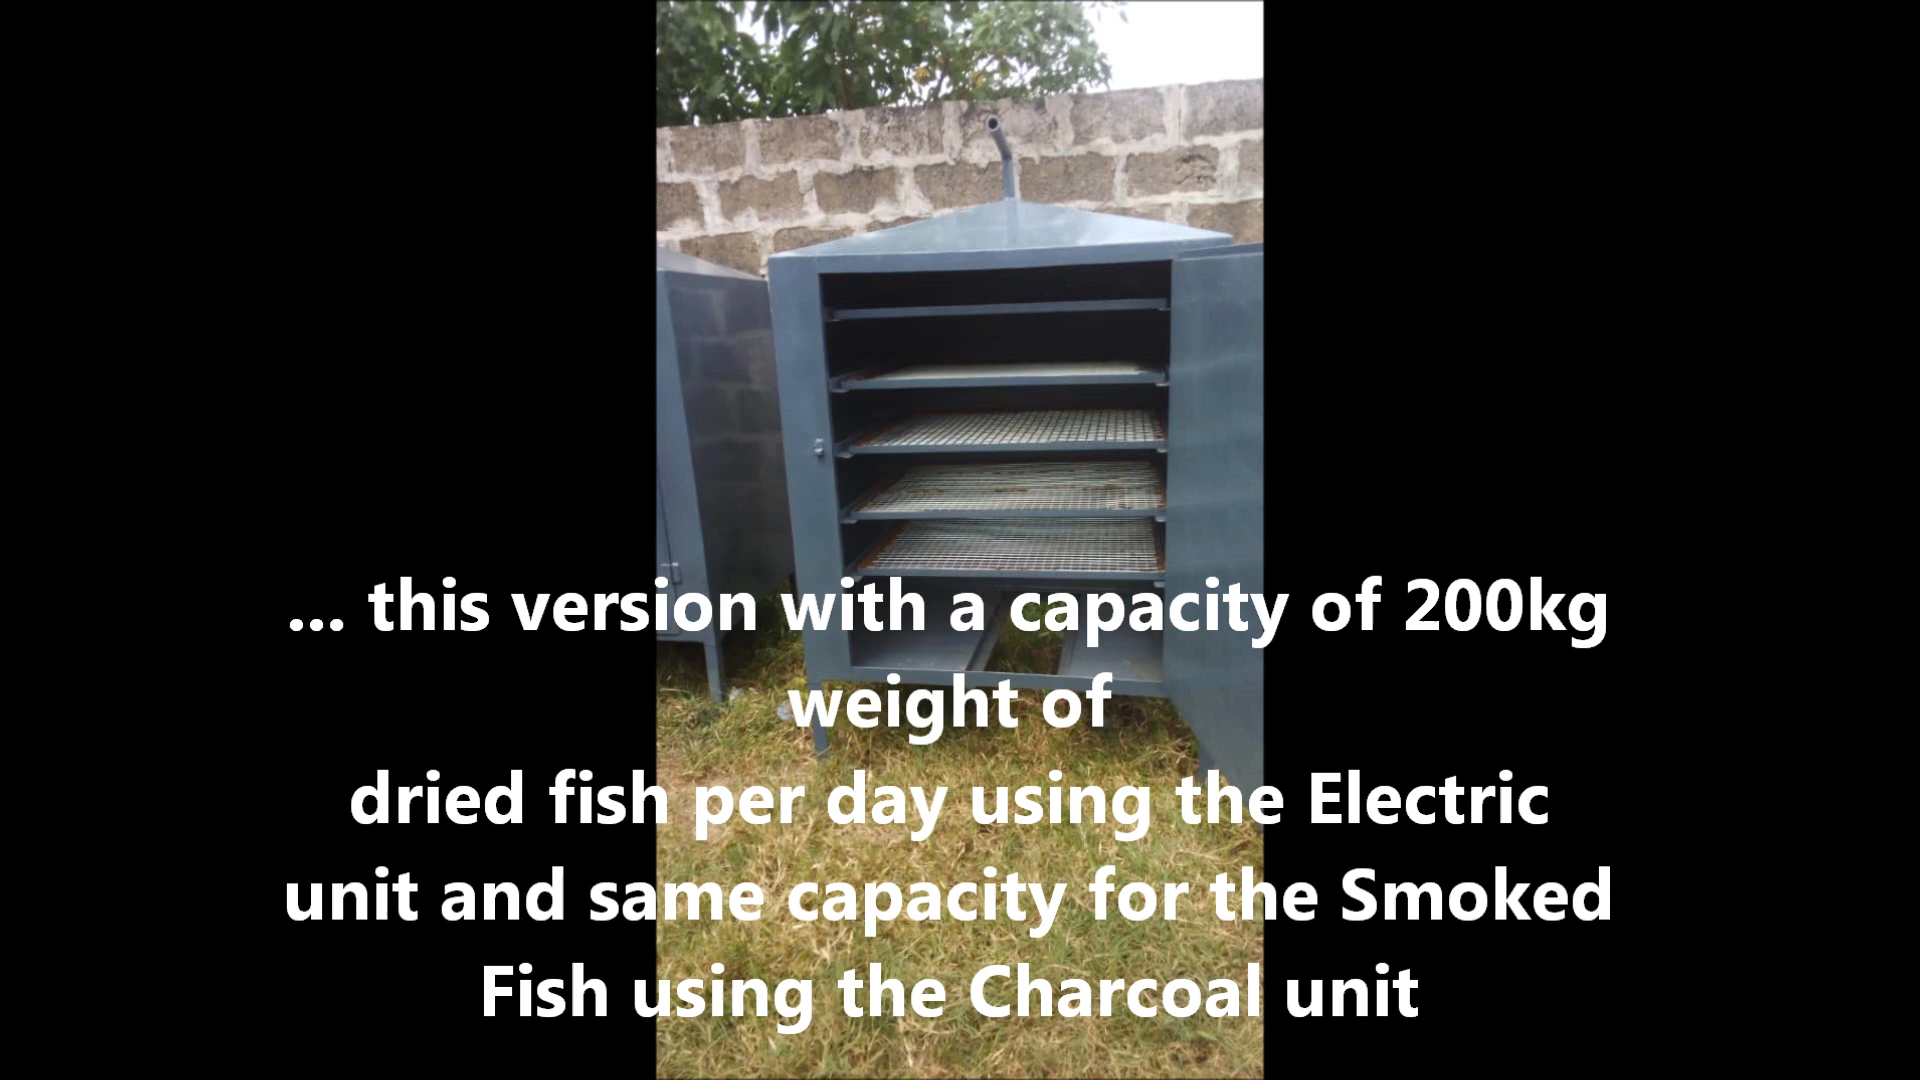 ... this version with a capacity of 200kg
weight of
dried fish per day using the Electric
unit and same capacity for the Smoked
Fish using the Charcoal unit